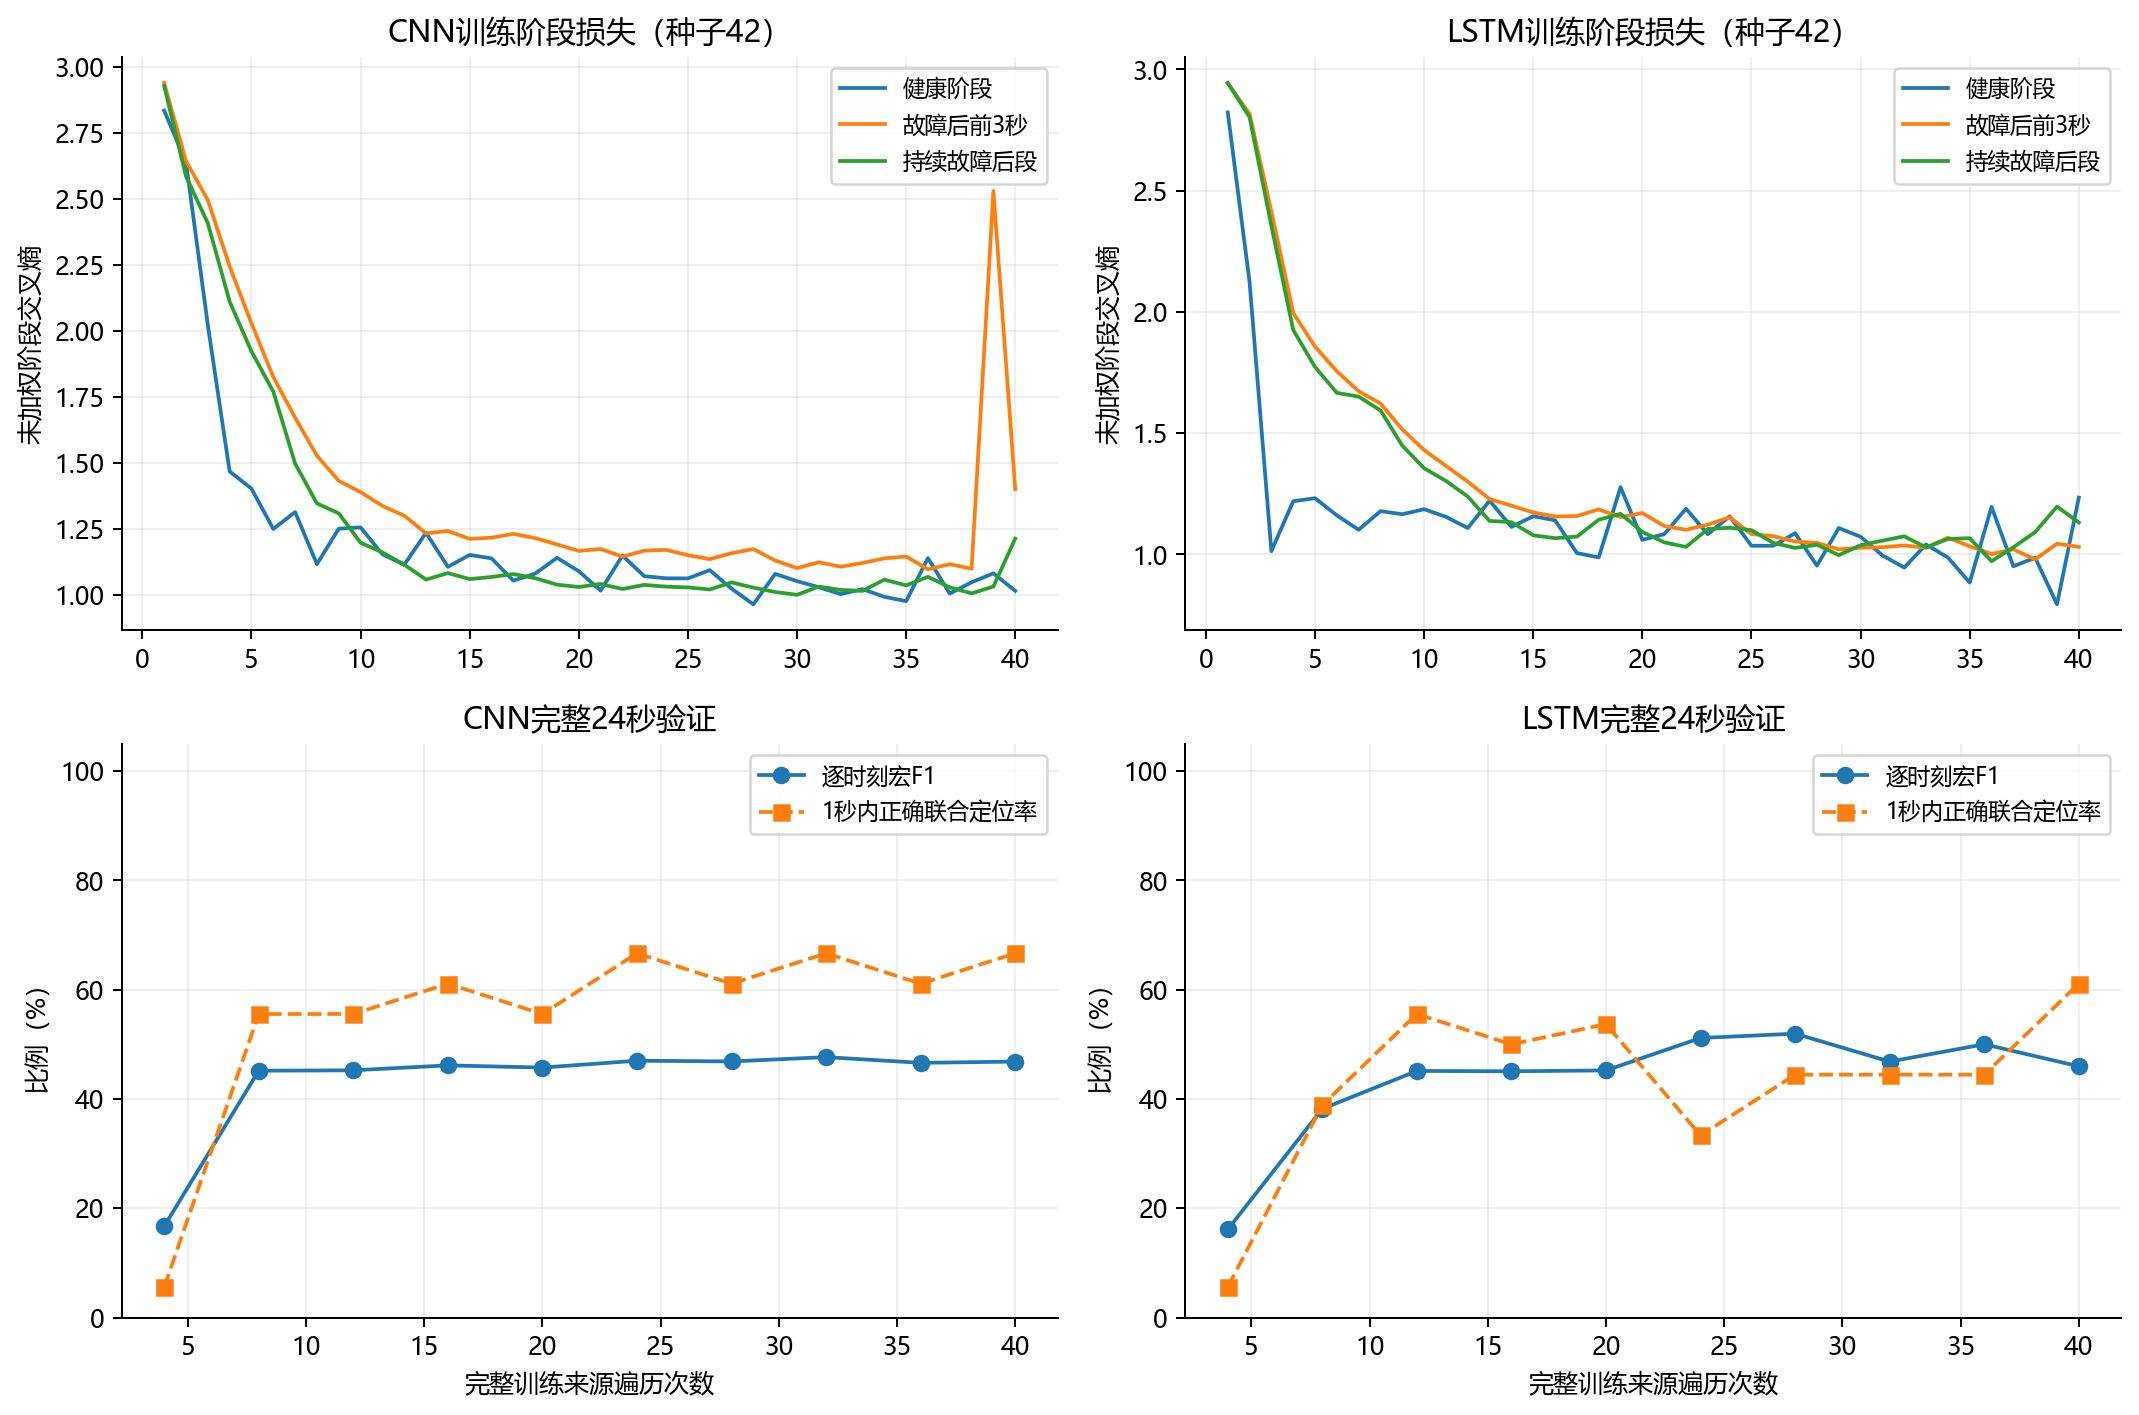 CNN训练阶段损失（种子42）
未加权阶段交叉熵
3.00
2.75
2.50
2.25
2.00
1.75
1.50
1.25
1.00
健康阶段
故障后前3秒
持续故障后段
0 5 10 15 20 25 30 35 40
LSTM训练阶段损失（种子42）
未加权阶段交叉熵
3.0
2.5
2.0
1.5
1.0
健康阶段
故障后前3秒
持续故障后段
0 5 10 15 20 25 30 35 40
CNN完整24秒验证
比例（%）
100
80
60
40
20
0
逐时刻宏F1
1秒内正确联合定位率
5 10 15 20 25 30 35 40
完整训练来源遍历次数
LSTM完整24秒验证
比例（%）
100
80
60
40
20
0
逐时刻宏F1
1秒内正确联合定位率
5 10 15 20 25 30 35 40
完整训练来源遍历次数